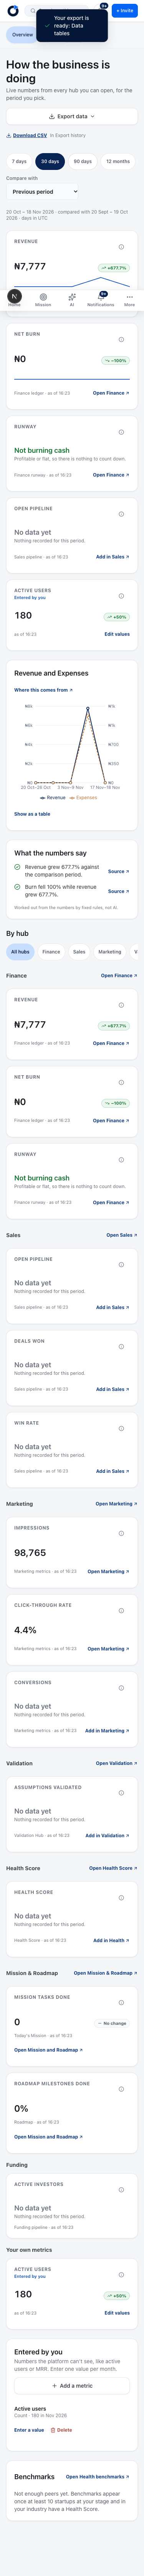 Your export is
ready: Data
tables
9+
+ Invite
Overview
How the business is
doing
Live numbers from every hub you can open, for the
period you pick.
Export data
Download CSV in Export history
7 days
30 days
90 days
12 months
Compare with
Previous period
20 Oct – 18 Nov 2026 · compared with 20 Sept – 19 Oct
2026 · days in UTC
REVENUE
₦7,777
+677.7%
N
Home
Mission
AI
Notifications
9+
More
NET BURN
₦0
−100%
Finance ledger · as of 16:23
Open Finance
RUNWAY
Not burning cash
Profitable or flat, so there is nothing to count down.
Finance runway · as of 16:23
Open Finance
OPEN PIPELINE
No data yet
Nothing recorded for this period.
Sales pipeline · as of 16:23
Add in Sales
ACTIVE USERS
Entered by you
180
+50%
as of 16:23
Edit values
Revenue and Expenses
Where this comes from
20 Oct–26 Oct
3 Nov–9 Nov
17 Nov–18 Nov
Revenue
Expenses
Show as a table
What the numbers say
Revenue grew 677.7% against
the comparison period.
Source
Burn fell 100% while revenue
grew 677.7%.
Source
Worked out from the numbers by fixed rules, not AI.
By hub
All hubs
Finance
Sales
Marketing
Finance
Open Finance
REVENUE
₦7,777
+677.7%
Finance ledger · as of 16:23
Open Finance
NET BURN
₦0
−100%
Finance ledger · as of 16:23
Open Finance
RUNWAY
Not burning cash
Profitable or flat, so there is nothing to count down.
Finance runway · as of 16:23
Open Finance
Sales
Open Sales
OPEN PIPELINE
No data yet
Nothing recorded for this period.
Sales pipeline · as of 16:23
Add in Sales
DEALS WON
No data yet
Nothing recorded for this period.
Sales pipeline · as of 16:23
Add in Sales
WIN RATE
No data yet
Nothing recorded for this period.
Sales pipeline · as of 16:23
Add in Sales
Marketing
Open Marketing
IMPRESSIONS
98,765
Marketing metrics · as of 16:23
Open Marketing
CLICK-THROUGH RATE
4.4%
Marketing metrics · as of 16:23
Open Marketing
CONVERSIONS
No data yet
Nothing recorded for this period.
Marketing metrics · as of 16:23
Add in Marketing
Validation
Open Validation
ASSUMPTIONS VALIDATED
No data yet
Nothing recorded for this period.
Validation Hub · as of 16:23
Add in Validation
Health Score
Open Health Score
HEALTH SCORE
No data yet
Nothing recorded for this period.
Health Score · as of 16:23
Add in Health
Mission & Roadmap
Open Mission & Roadmap
MISSION TASKS DONE
0
No change
Today's Mission · as of 16:23
Open Mission and Roadmap
ROADMAP MILESTONES DONE
0%
Roadmap · as of 16:23
Open Mission and Roadmap
Funding
ACTIVE INVESTORS
No data yet
Nothing recorded for this period.
Funding pipeline · as of 16:23
Your own metrics
ACTIVE USERS
Entered by you
180
+50%
as of 16:23
Edit values
Entered by you
Numbers the platform can't see, like active
users or MRR. Enter one value per month.
Add a metric
Active users
Count · 180 in Nov 2026
Enter a value
Delete
Benchmarks
Open Health benchmarks
Not enough peers yet. Benchmarks appear
once at least 10 startups at your stage and in
your industry have a Health Score.